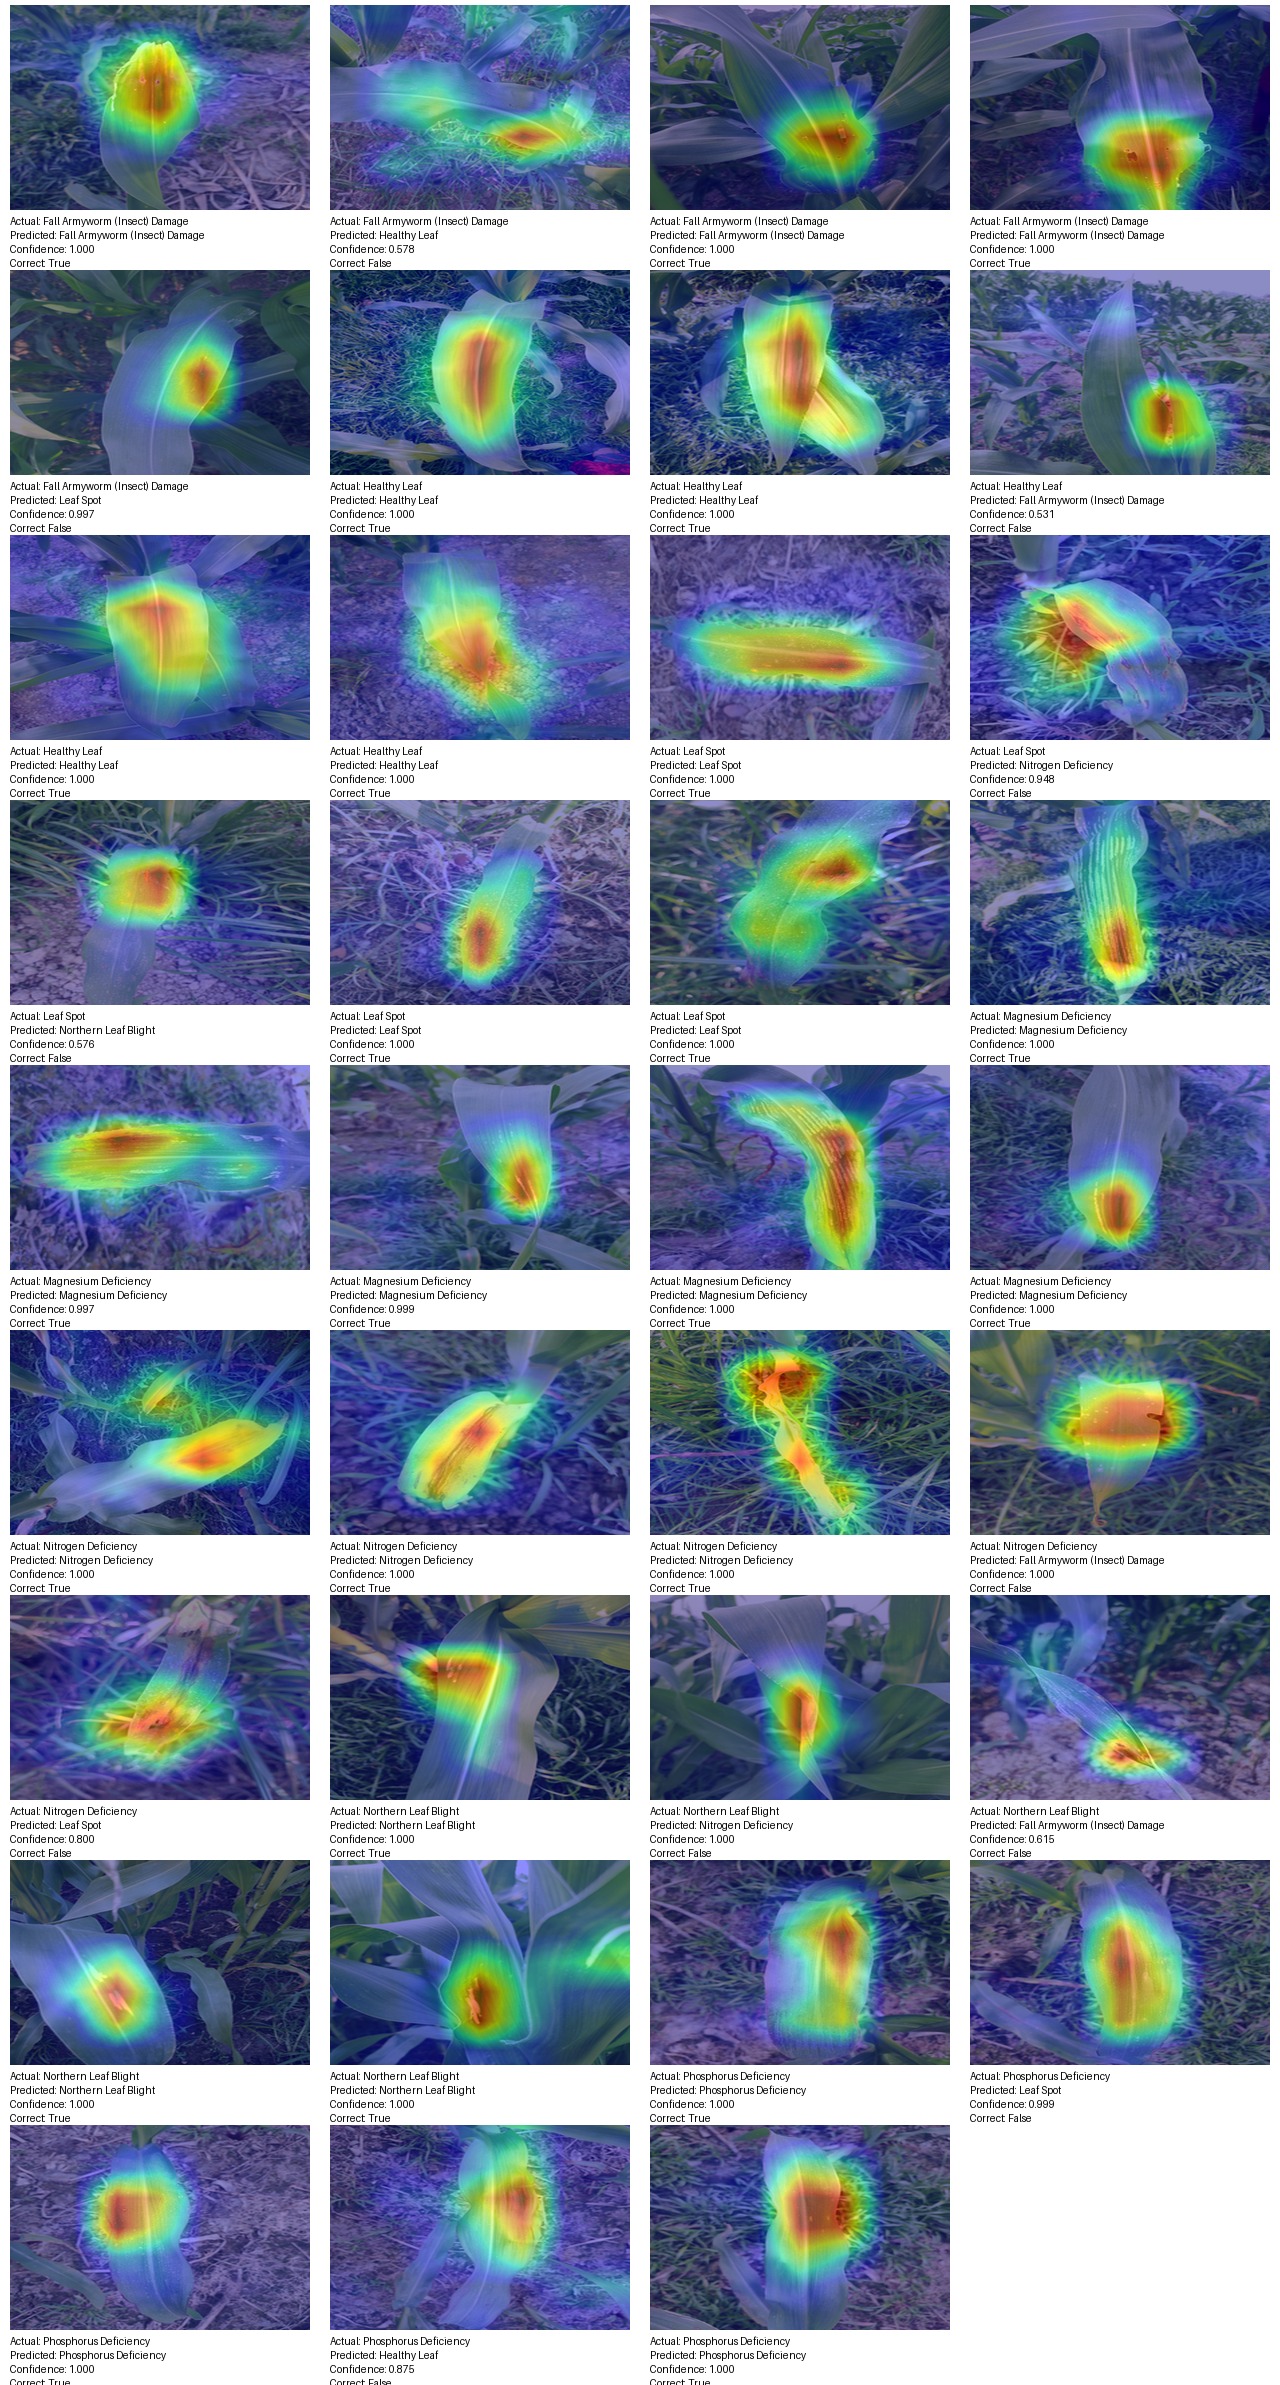 Actual: Fall Armyworm (Insect) Damage
Predicted: Fall Armyworm (Insect) Damage
Confidence: 1.000
Correct: True
Actual: Fall Armyworm (Insect) Damage
Predicted: Healthy Leaf
Confidence: 0.578
Correct: False
Actual: Fall Armyworm (Insect) Damage
Predicted: Fall Armyworm (Insect) Damage
Confidence: 1.000
Correct: True
Actual: Fall Armyworm (Insect) Damage
Predicted: Fall Armyworm (Insect) Damage
Confidence: 1.000
Correct: True
Actual: Fall Armyworm (Insect) Damage
Predicted: Leaf Spot
Confidence: 0.997
Correct: False
Actual: Healthy Leaf
Predicted: Healthy Leaf
Confidence: 1.000
Correct: True
Actual: Healthy Leaf
Predicted: Healthy Leaf
Confidence: 1.000
Correct: True
Actual: Healthy Leaf
Predicted: Fall Armyworm (Insect) Damage
Confidence: 0.531
Correct: False
Actual: Healthy Leaf
Predicted: Healthy Leaf
Confidence: 1.000
Correct: True
Actual: Healthy Leaf
Predicted: Healthy Leaf
Confidence: 1.000
Correct: True
Actual: Leaf Spot
Predicted: Leaf Spot
Confidence: 1.000
Correct: True
Actual: Leaf Spot
Predicted: Nitrogen Deficiency
Confidence: 0.948
Correct: False
Actual: Leaf Spot
Predicted: Northern Leaf Blight
Confidence: 0.576
Correct: False
Actual: Leaf Spot
Predicted: Leaf Spot
Confidence: 1.000
Correct: True
Actual: Leaf Spot
Predicted: Leaf Spot
Confidence: 1.000
Correct: True
Actual: Magnesium Deficiency
Predicted: Magnesium Deficiency
Confidence: 1.000
Correct: True
Actual: Magnesium Deficiency
Predicted: Magnesium Deficiency
Confidence: 0.997
Correct: True
Actual: Magnesium Deficiency
Predicted: Magnesium Deficiency
Confidence: 0.999
Correct: True
Actual: Magnesium Deficiency
Predicted: Magnesium Deficiency
Confidence: 1.000
Correct: True
Actual: Magnesium Deficiency
Predicted: Magnesium Deficiency
Confidence: 1.000
Correct: True
Actual: Nitrogen Deficiency
Predicted: Nitrogen Deficiency
Confidence: 1.000
Correct: True
Actual: Nitrogen Deficiency
Predicted: Nitrogen Deficiency
Confidence: 1.000
Correct: True
Actual: Nitrogen Deficiency
Predicted: Nitrogen Deficiency
Confidence: 1.000
Correct: True
Actual: Nitrogen Deficiency
Predicted: Fall Armyworm (Insect) Damage
Confidence: 1.000
Correct: False
Actual: Nitrogen Deficiency
Predicted: Leaf Spot
Confidence: 0.800
Correct: False
Actual: Northern Leaf Blight
Predicted: Northern Leaf Blight
Confidence: 1.000
Correct: True
Actual: Northern Leaf Blight
Predicted: Nitrogen Deficiency
Confidence: 1.000
Correct: False
Actual: Northern Leaf Blight
Predicted: Fall Armyworm (Insect) Damage
Confidence: 0.615
Correct: False
Actual: Northern Leaf Blight
Predicted: Northern Leaf Blight
Confidence: 1.000
Correct: True
Actual: Northern Leaf Blight
Predicted: Northern Leaf Blight
Confidence: 1.000
Correct: True
Actual: Phosphorus Deficiency
Predicted: Phosphorus Deficiency
Confidence: 1.000
Correct: True
Actual: Phosphorus Deficiency
Predicted: Leaf Spot
Confidence: 0.999
Correct: False
Actual: Phosphorus Deficiency
Predicted: Phosphorus Deficiency
Confidence: 1.000
Correct: True
Actual: Phosphorus Deficiency
Predicted: Healthy Leaf
Confidence: 0.875
Correct: False
Actual: Phosphorus Deficiency
Predicted: Phosphorus Deficiency
Confidence: 1.000
Correct: True